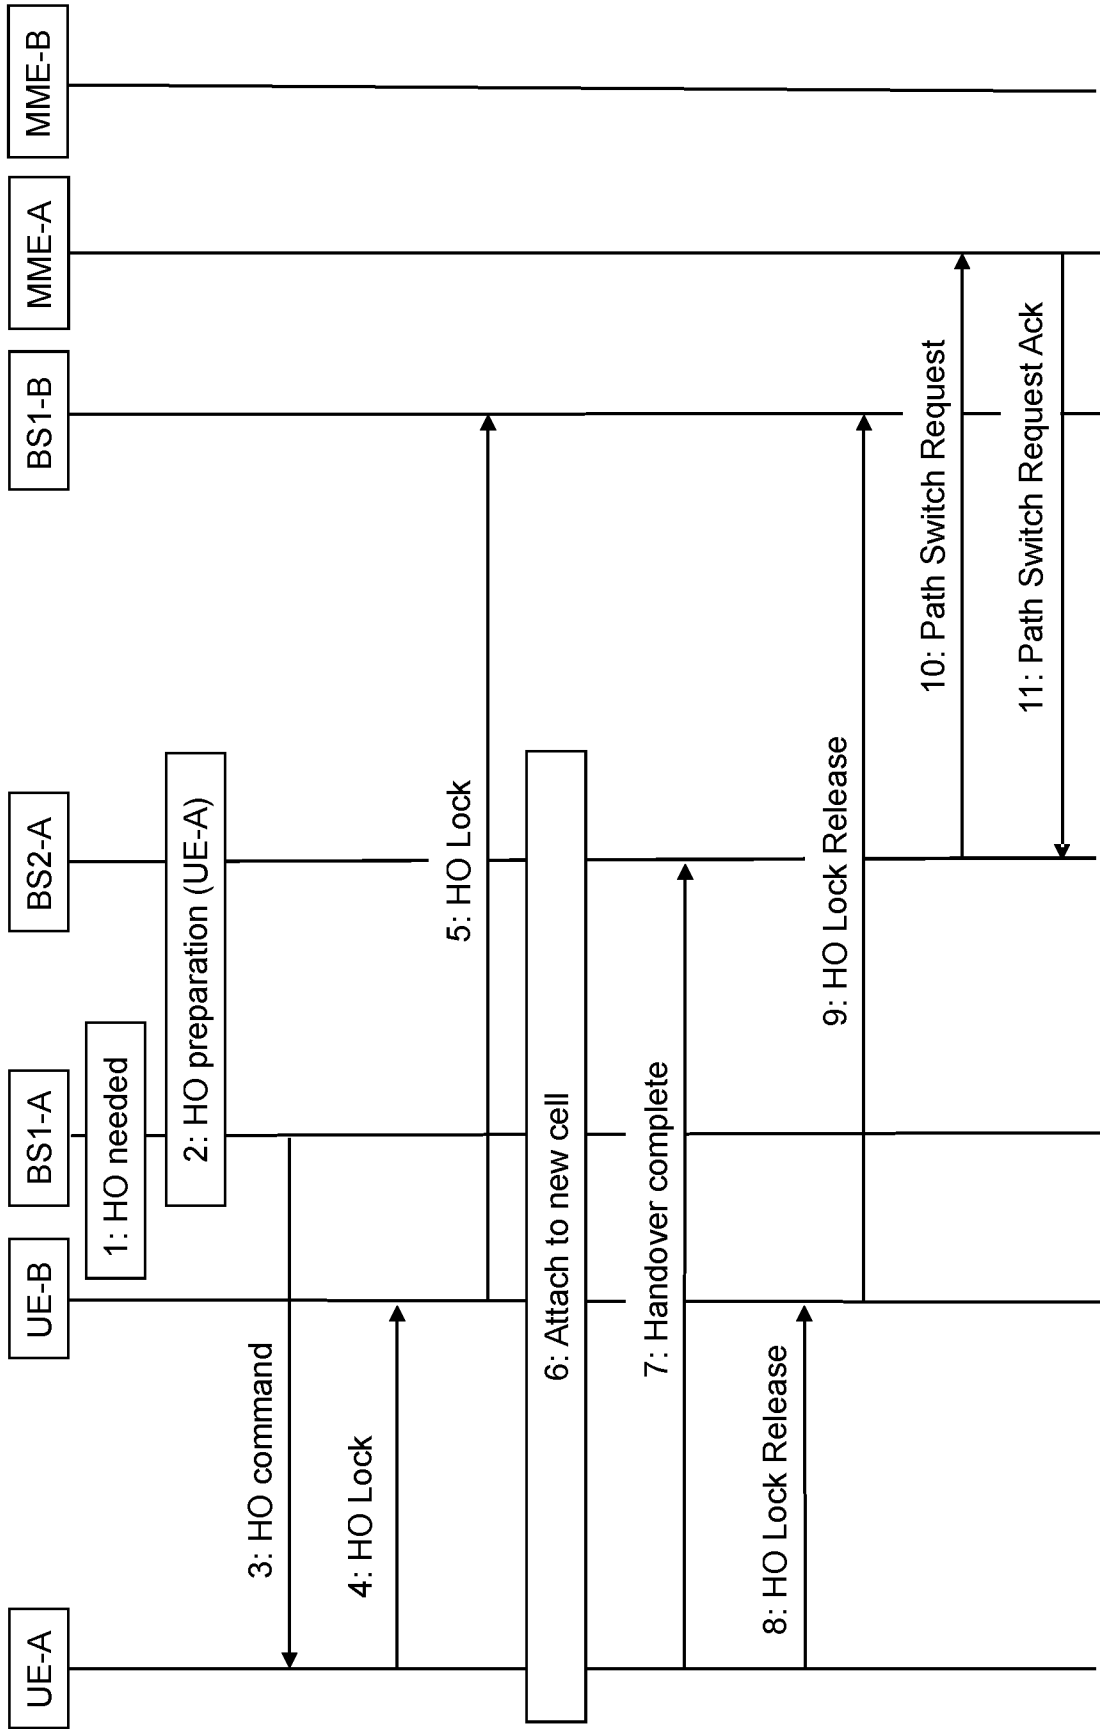 UE-A
UE-B
BS1-A
BS2-A
BS1-B
MME-A
MME-B
1: HO needed
2: HO preparation (UE-A)
3: HO command
4: HO Lock
5: HO Lock
6: Attach to new cell
7: Handover complete
8: HO Lock Release
9: HO Lock Release
10: Path Switch Request
11: Path Switch Request Ack